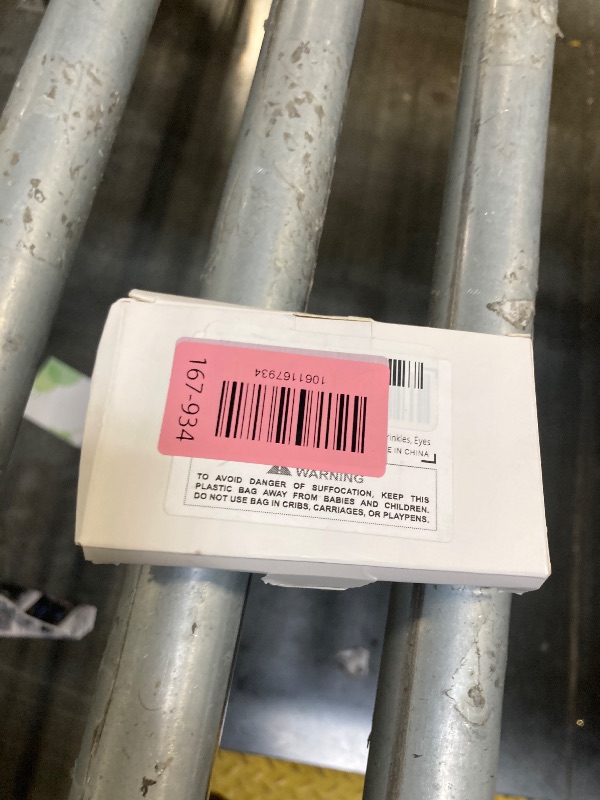 1061167934
167-934
rinkles, Eyes
E IN CHINA
WARNING
TO AVOID DANGER OF SUFFOCATION, KEEP THIS
PLASTIC BAG AWAY FROM BABIES AND CHILDREN.
DO NOT USE BAG IN CRIBS, CARRIAGES, OR PLAYPENS.